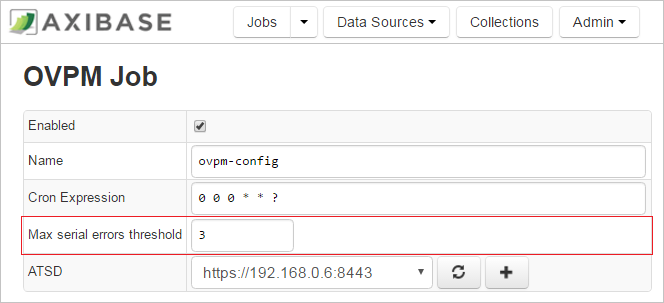 AXIBASE Jobs Data Sources Collections Admin
OVPM Job
Enabled
Name ovpm-config
Cron Expression 0 0 0 * * ?
Max serial errors threshold 3
ATSD https://192.168.0.6:8443